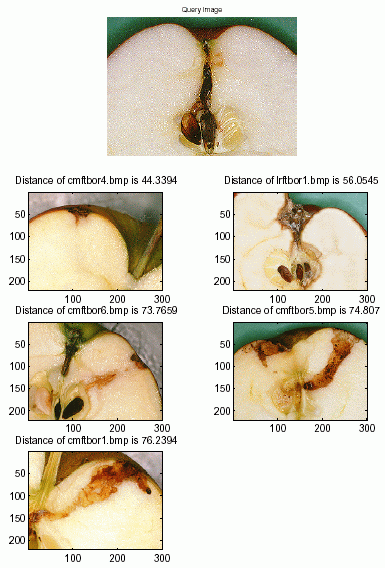 Query Image
Distance of cmftbor4.bmp is 44.3394
Distance of lrftbor1.bmp is 56.0545
50
100
150
200
100 200 300
50
100
150
200
100 200 300
Distance of cmftbor6.bmp is 73.7659
Distance of cmftbor5.bmp is 74.807
50
100
150
200
100 200 300
50
100
150
200
100 200 300
Distance of cmftbor1.bmp is 76.2394
50
100
150
200
100 200 300